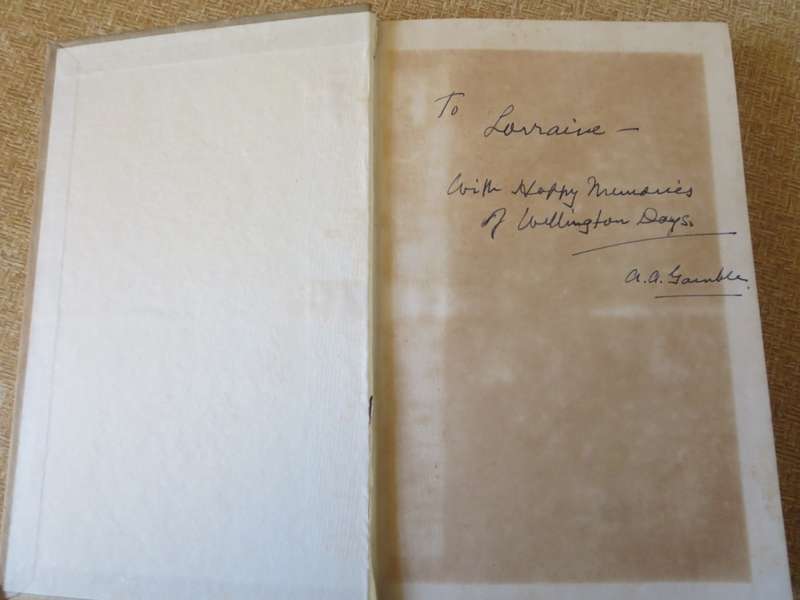 To
Lorraine —
With Happy Memories
of Wellington Days.
A.A. Gamble.